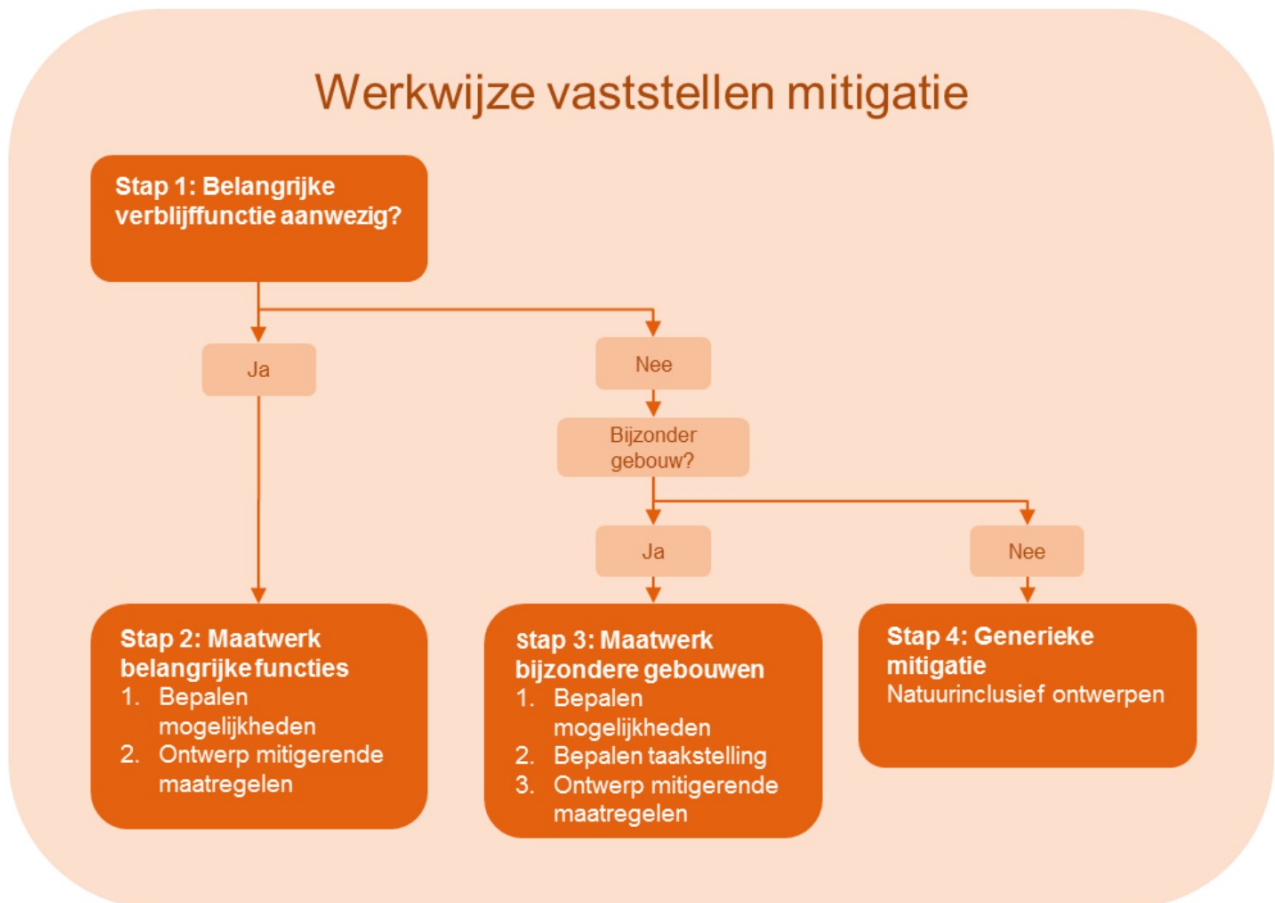 Werkwijze vaststellen mitigatie
Stap 1: Belangrijke
verblijffunctie aanwezig?
Ja
Nee
Bijzonder
gebouw?
Ja
Nee
Stap 2: Maatwerk
belangrijke functies
1. Bepalen
mogelijkheden
2. Ontwerp mitigerende
maatregelen
stap 3: Maatwerk
bijzondere gebouwen
1. Bepalen
mogelijkheden
2. Bepalen taakstelling
3. Ontwerp mitigerende
maatregelen
Stap 4: Generieke
mitigatie
Natuurinclusief ontwerpen